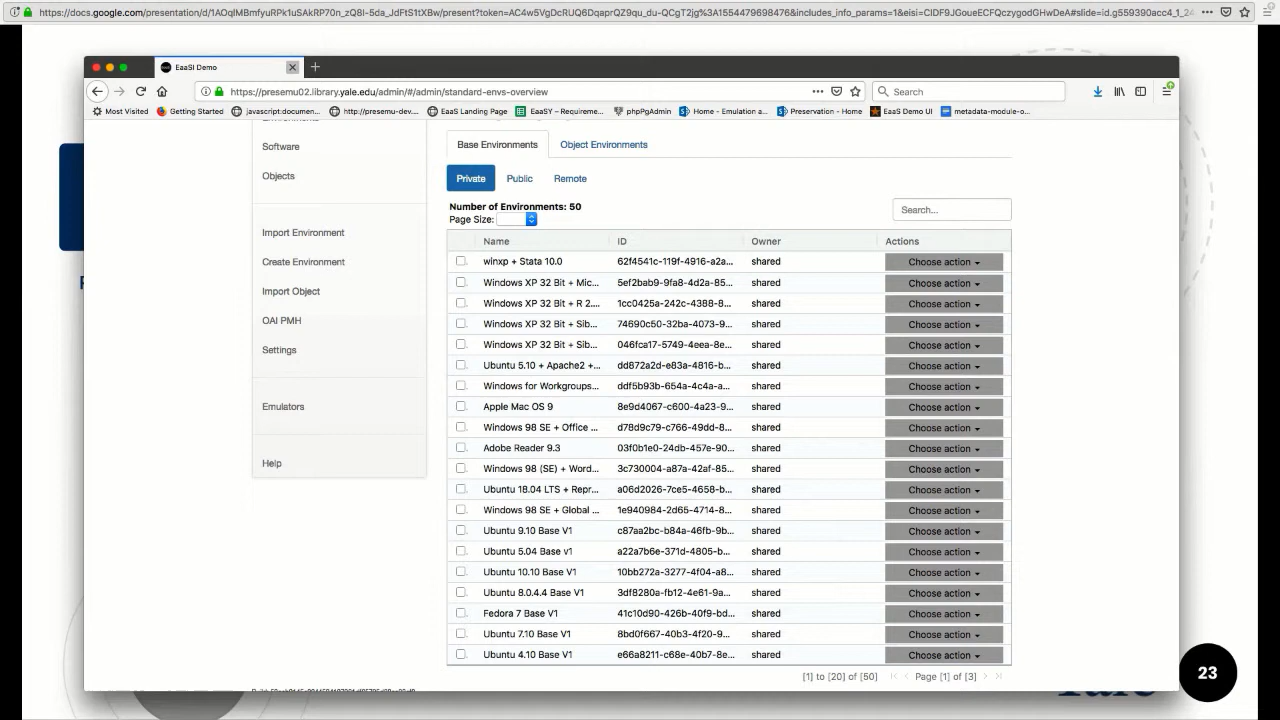 https://docs.google.com/presentation/d/1AOqlMBmfyuRPk1uSAkRP70n_zQ8I-5da_JdFtS1tXBw/present?token=AC4w5VgDcRUQ6DqaprQZ9qu_du-QCgT2jg%3A1554479698476&includes_info_params=1&eisi=CIDF9JGoueECFQczygodGHwDeA#slide=id.g559390acc4_1_24
EaaSI Demo
https://presemu02.library.yale.edu/admin/#/admin/standard-envs-overview
Search
Most Visited Getting Started javascript:documen... http://presemu-dev.... EaaS Landing Page EaaSY – Requireme... phpPgAdmin Home - Emulation a... Preservation - Home EaaS Demo UI metadata-module-o...
Software
Objects
Import Environment
Create Environment
Import Object
OAI PMH
Settings
Emulators
Help
Base Environments Object Environments
Private Public Remote
Number of Environments: 50
Page Size:
Search...
Name ID Owner Actions
winxp + Stata 10.0 62f4541c-119f-4916-a2a... shared Choose action
Windows XP 32 Bit + Mic... 5ef2bab9-9fa8-4d2a-85... shared Choose action
Windows XP 32 Bit + R 2.... 1cc0425a-242c-4388-8... shared Choose action
Windows XP 32 Bit + Sib... 74690c50-32ba-4073-9... shared Choose action
Windows XP 32 Bit + Sib... 046fca17-5749-4eea-8e... shared Choose action
Ubuntu 5.10 + Apache2 +... dd872a2d-e83a-4816-b... shared Choose action
Windows for Workgroups... ddf5b93b-654a-4c4a-a... shared Choose action
Apple Mac OS 9 8e9d4067-c600-4a23-9... shared Choose action
Windows 98 SE + Office ... d78d9c79-c766-49dd-8... shared Choose action
Adobe Reader 9.3 03f0b1e0-24db-457e-90... shared Choose action
Windows 98 (SE) + Word... 3c730004-a87a-42af-85... shared Choose action
Ubuntu 18.04 LTS + Repr... a06d2026-7ce5-4658-b... shared Choose action
Windows 98 SE + Global ... 1e940984-2d65-4714-8... shared Choose action
Ubuntu 9.10 Base V1 c87aa2bc-b84a-46fb-9b... shared Choose action
Ubuntu 5.04 Base v1 a22a7b6e-371d-4805-b... shared Choose action
Ubuntu 10.10 Base V1 10bb272a-3277-4f04-a8... shared Choose action
Ubuntu 8.0.4.4 Base V1 3df8280a-fb12-4e61-9a... shared Choose action
Fedora 7 Base V1 41c10d90-426b-40f9-bd... shared Choose action
Ubuntu 7.10 Base V1 8bd0f667-40b3-4f20-9... shared Choose action
Ubuntu 4.10 Base V1 e66a8211-c68e-40b7-8e... shared Choose action
[1] to [20] of [50] Page [1] of [3]
23